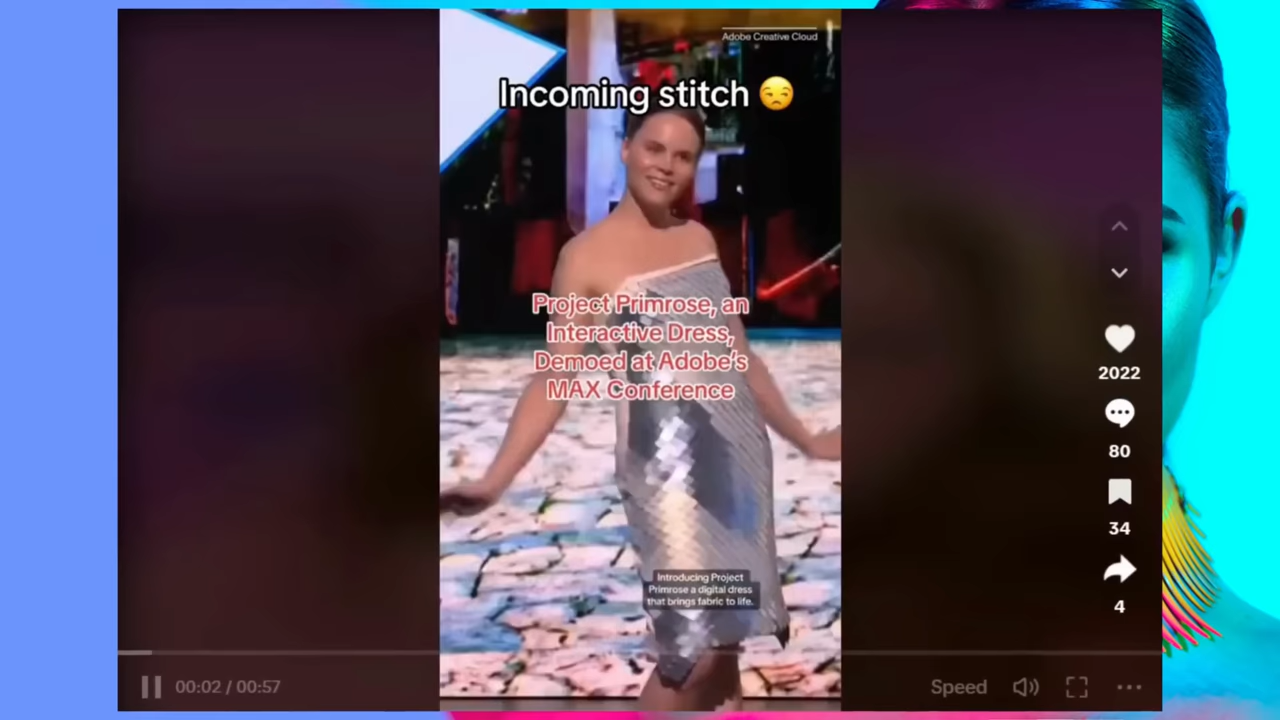 Adobe Creative Cloud
Incoming stitch 😒
Project Primrose, an
Interactive Dress,
Demoed at Adobe's
MAX Conference
Introducing Project
Primrose a digital dress
that brings fabric to life.
2022
80
34
4
00:02 / 00:57
Speed